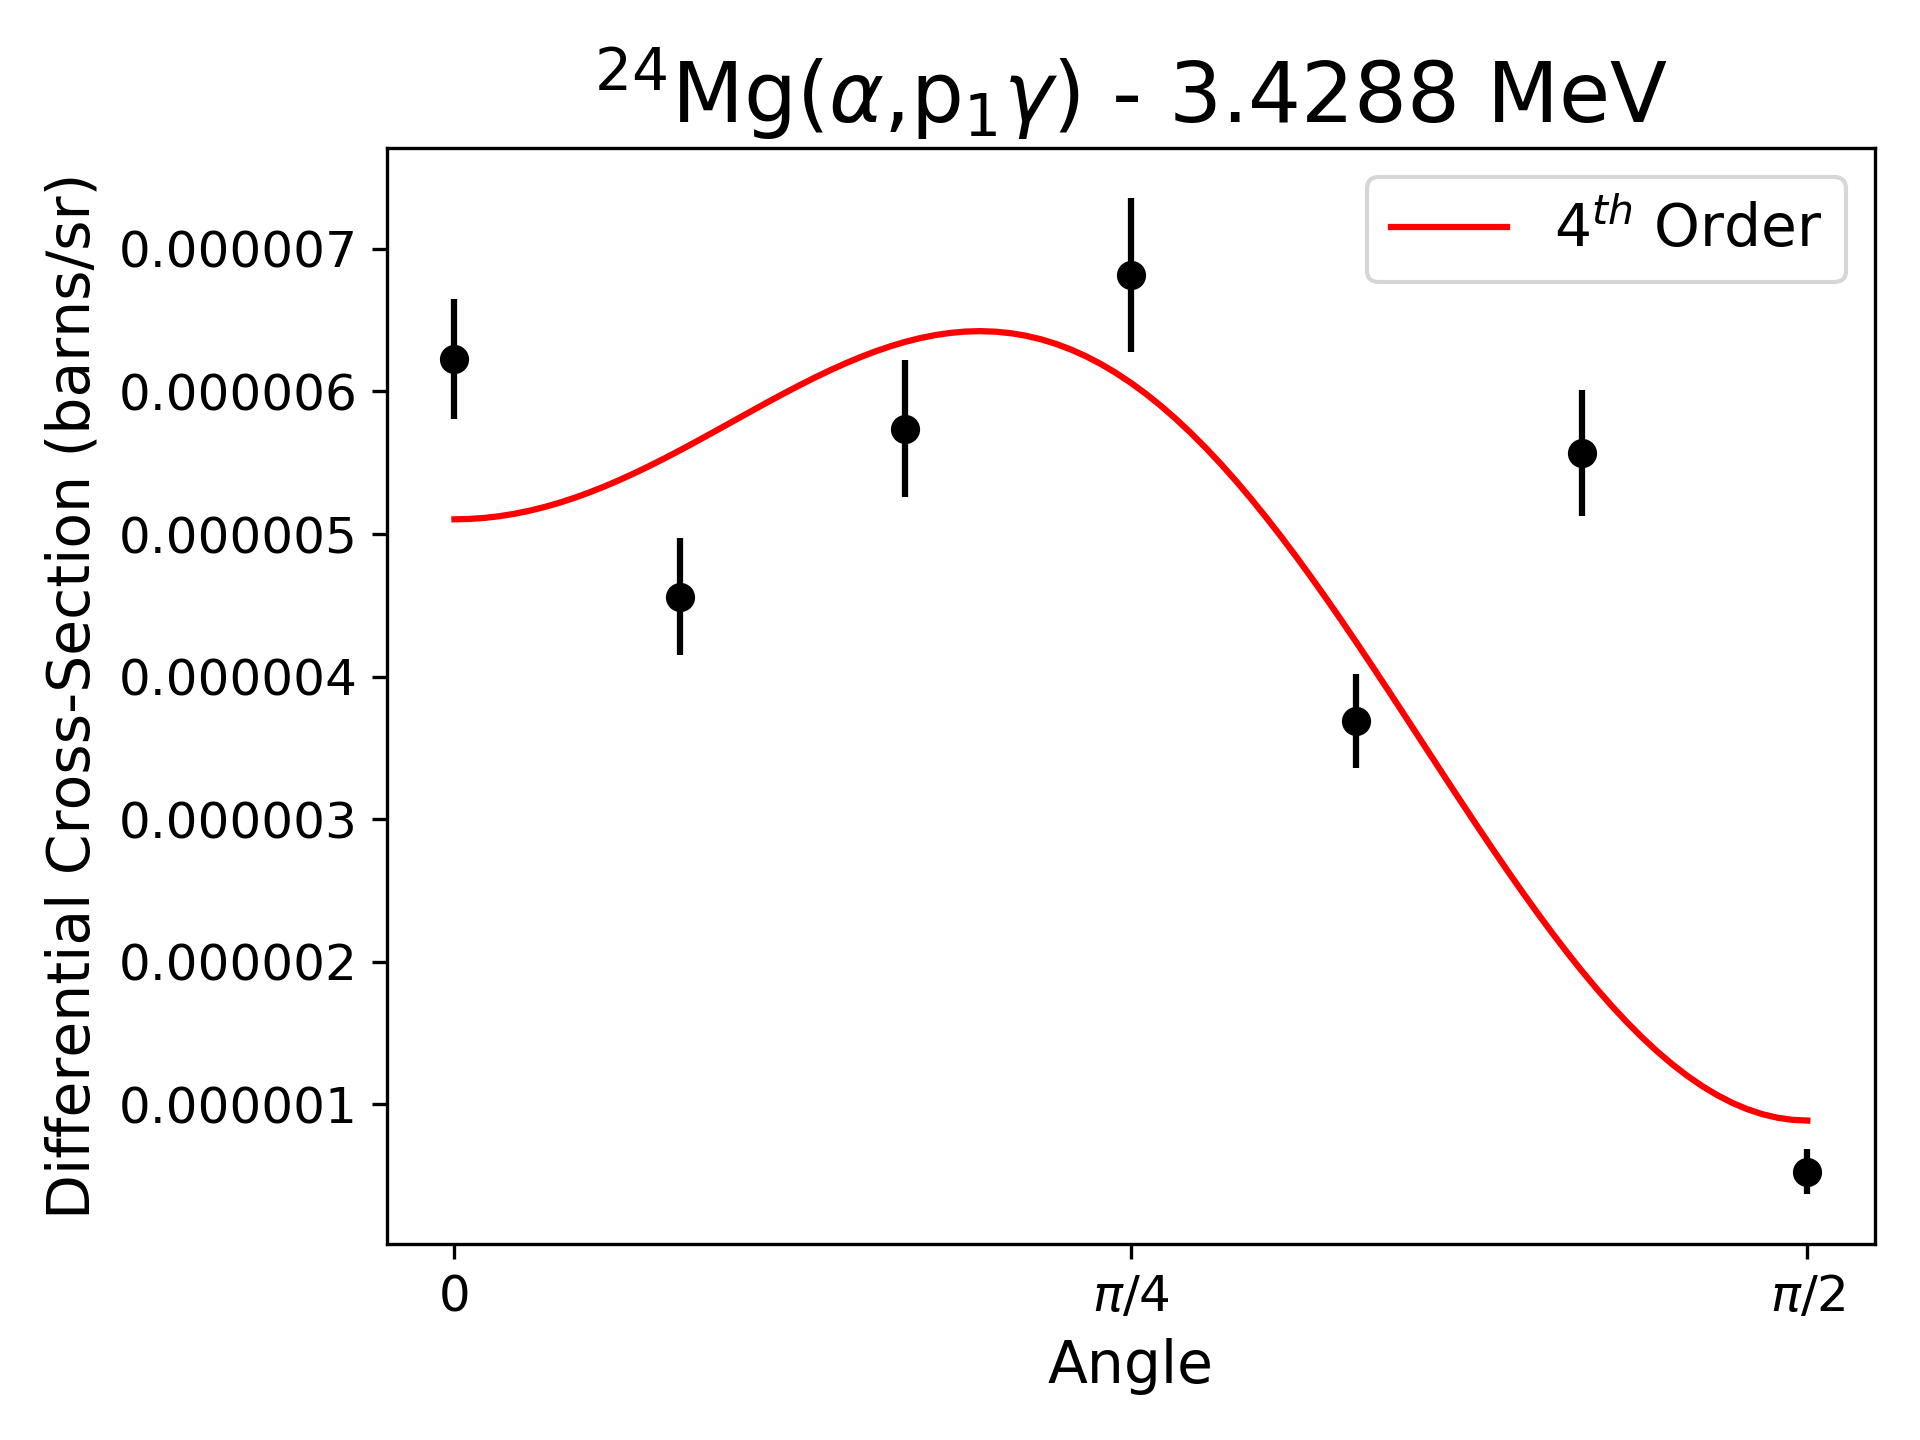 ²⁴Mg(α,p₁γ) - 3.4288 MeV
4ᵗʰ Order
Differential Cross-Section (barns/sr)
0.000007
0.000006
0.000005
0.000004
0.000003
0.000002
0.000001
0 π/4 π/2
Angle